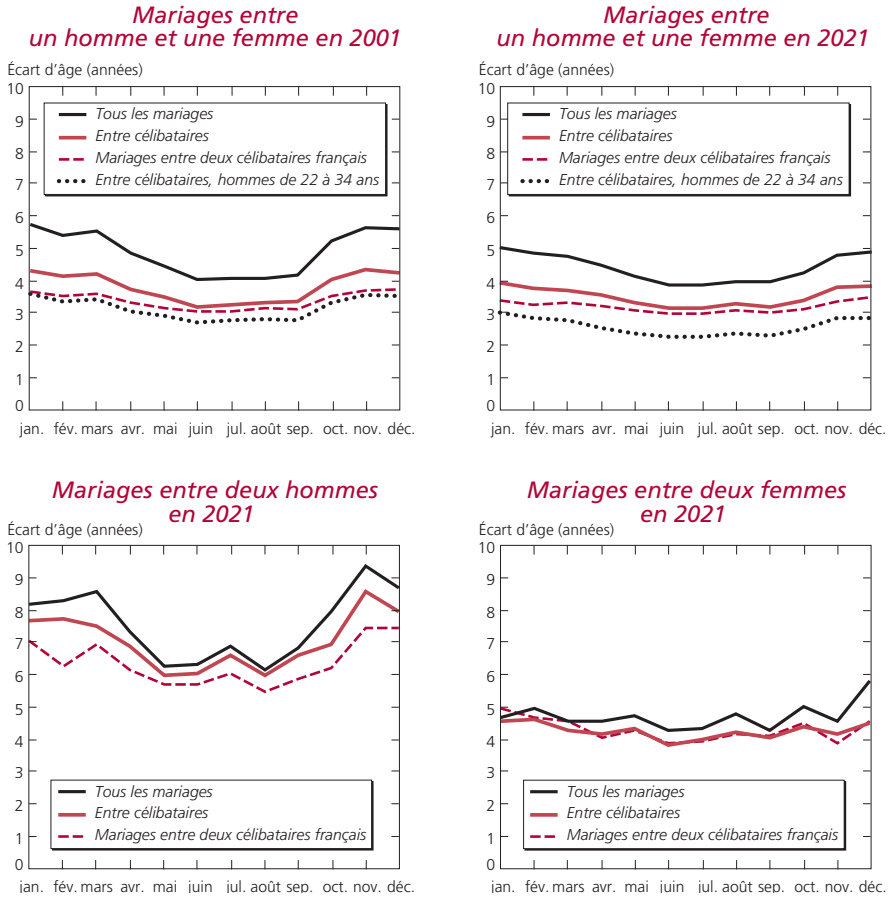 Mariages entre
un homme et une femme en 2001
Écart d'âge (années)
10
9
8
7
6
5
4
3
2
1
0
Tous les mariages
Entre célibataires
Mariages entre deux célibataires français
Entre célibataires, hommes de 22 à 34 ans
jan. fév. mars avr. mai juin jul. août sep. oct. nov. déc.
Mariages entre
un homme et une femme en 2021
Écart d'âge (années)
10
9
8
7
6
5
4
3
2
1
0
Tous les mariages
Entre célibataires
Mariages entre deux célibataires français
Entre célibataires, hommes de 22 à 34 ans
jan. fév. mars avr. mai juin jul. août sep. oct. nov. déc.
Mariages entre deux hommes
en 2021
Écart d'âge (années)
10
9
8
7
6
5
4
3
2
1
0
Tous les mariages
Entre célibataires
Mariages entre deux célibataires français
jan. fév. mars avr. mai juin jul. août sep. oct. nov. déc.
Mariages entre deux femmes
en 2021
Écart d'âge (années)
10
9
8
7
6
5
4
3
2
1
0
Tous les mariages
Entre célibataires
Mariages entre deux célibataires français
jan. fév. mars avr. mai juin jul. août sep. oct. nov. déc.